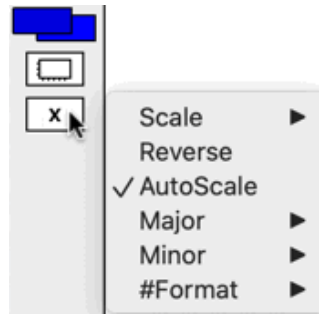 x
Scale
Reverse
✓ AutoScale
Major
Minor
#Format